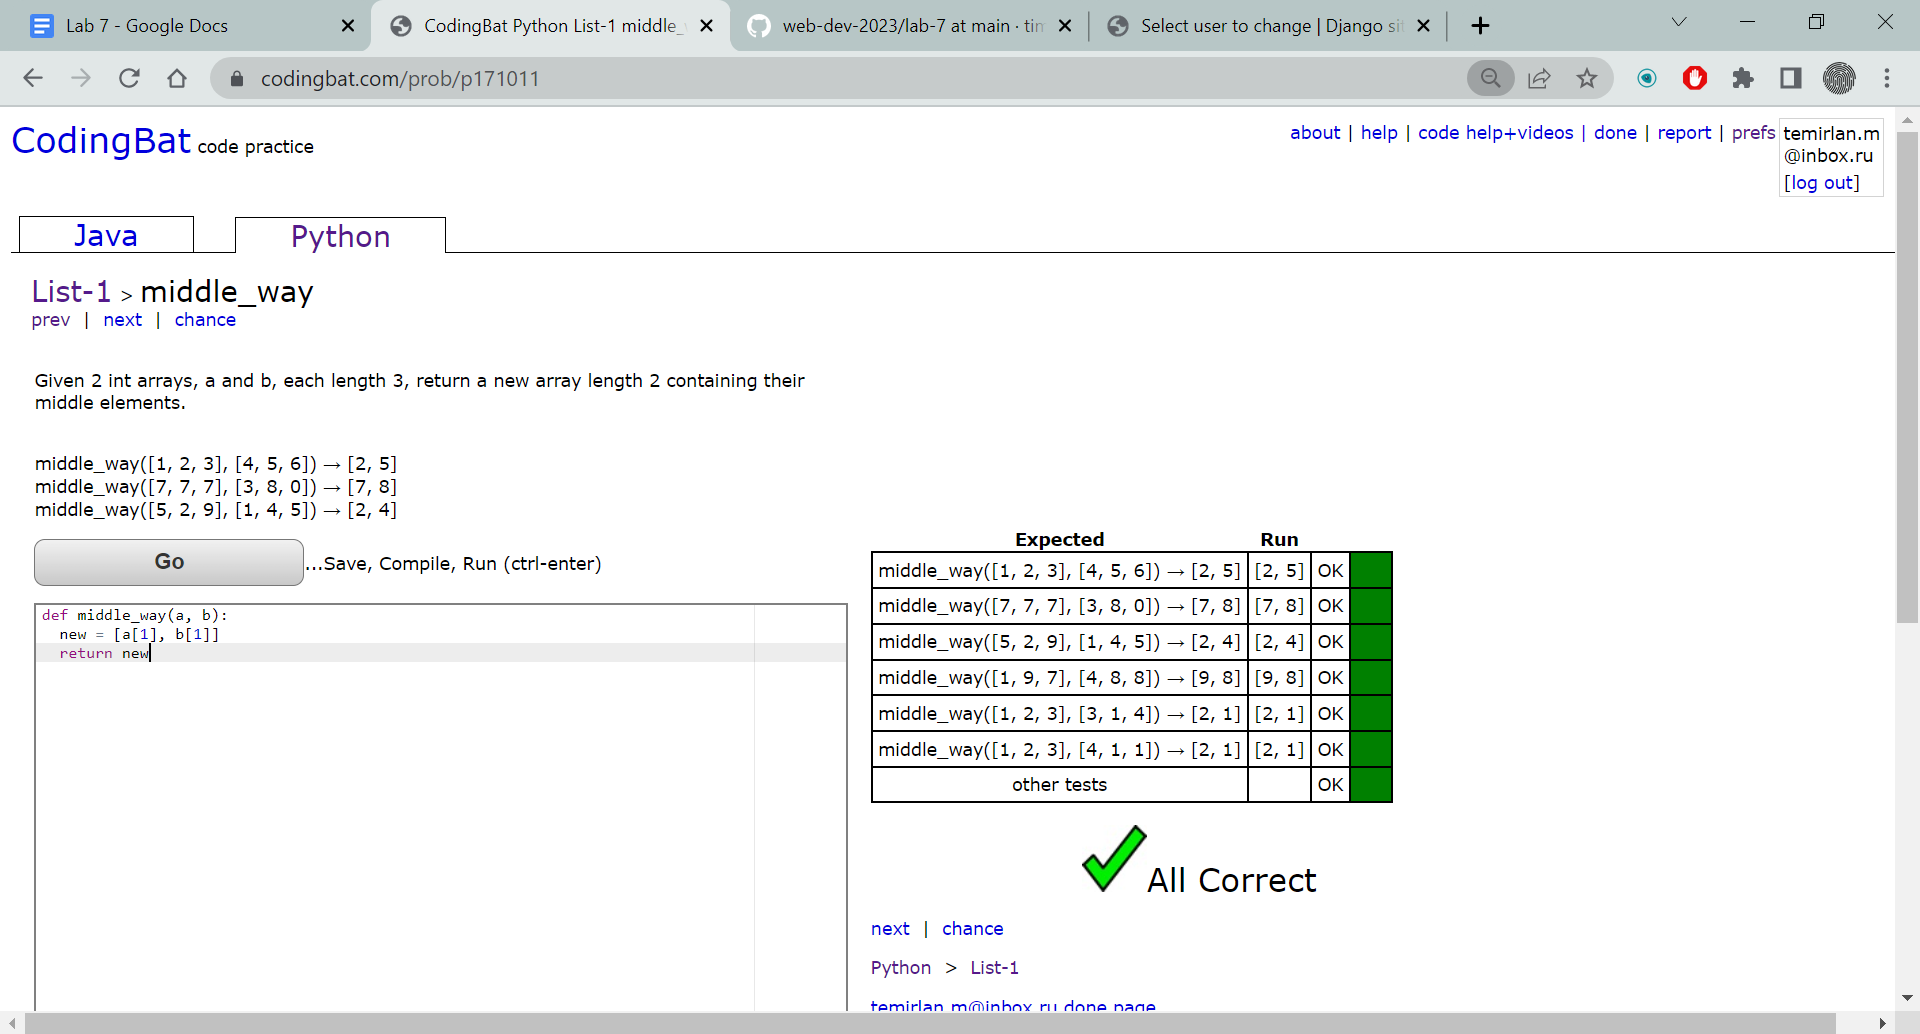 Lab 7 - Google Docs
CodingBat Python List-1 middle_
web-dev-2023/lab-7 at main · tim
Select user to change | Django sit
codingbat.com/prob/p171011
CodingBat code practice
about | help | code help+videos | done | report | prefs
temirlan.m
@inbox.ru
[log out]
Java
Python
List-1 > middle_way
prev | next | chance
Given 2 int arrays, a and b, each length 3, return a new array length 2 containing their
middle elements.
middle_way([1, 2, 3], [4, 5, 6]) → [2, 5]
middle_way([7, 7, 7], [3, 8, 0]) → [7, 8]
middle_way([5, 2, 9], [1, 4, 5]) → [2, 4]
Go ...Save, Compile, Run (ctrl-enter)
def middle_way(a, b):
  new = [a[1], b[1]]
  return new
Expected Run
middle_way([1, 2, 3], [4, 5, 6]) → [2, 5] [2, 5] OK
middle_way([7, 7, 7], [3, 8, 0]) → [7, 8] [7, 8] OK
middle_way([5, 2, 9], [1, 4, 5]) → [2, 4] [2, 4] OK
middle_way([1, 9, 7], [4, 8, 8]) → [9, 8] [9, 8] OK
middle_way([1, 2, 3], [3, 1, 4]) → [2, 1] [2, 1] OK
middle_way([1, 2, 3], [4, 1, 1]) → [2, 1] [2, 1] OK
other tests OK
All Correct
next | chance
Python > List-1
temirlan.m@inbox.ru done page